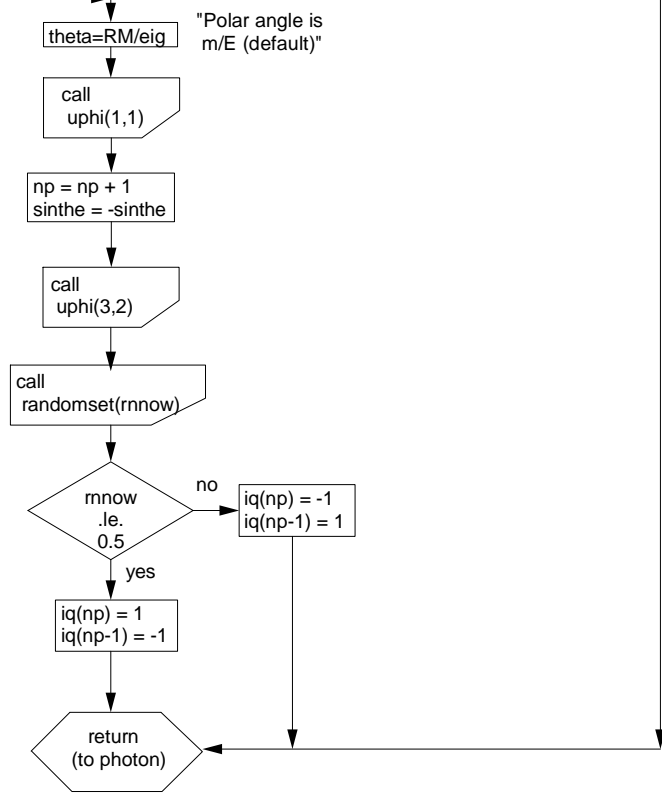 theta=RM/eig
"Polar angle is
m/E (default)"
call
uphi(1,1)
np = np + 1
sinthe = -sinthe
call
uphi(3,2)
call
randomset(rnnow)
rnnow
.le.
0.5
no
iq(np) = -1
iq(np-1) = 1
yes
iq(np) = 1
iq(np-1) = -1
return
(to photon)